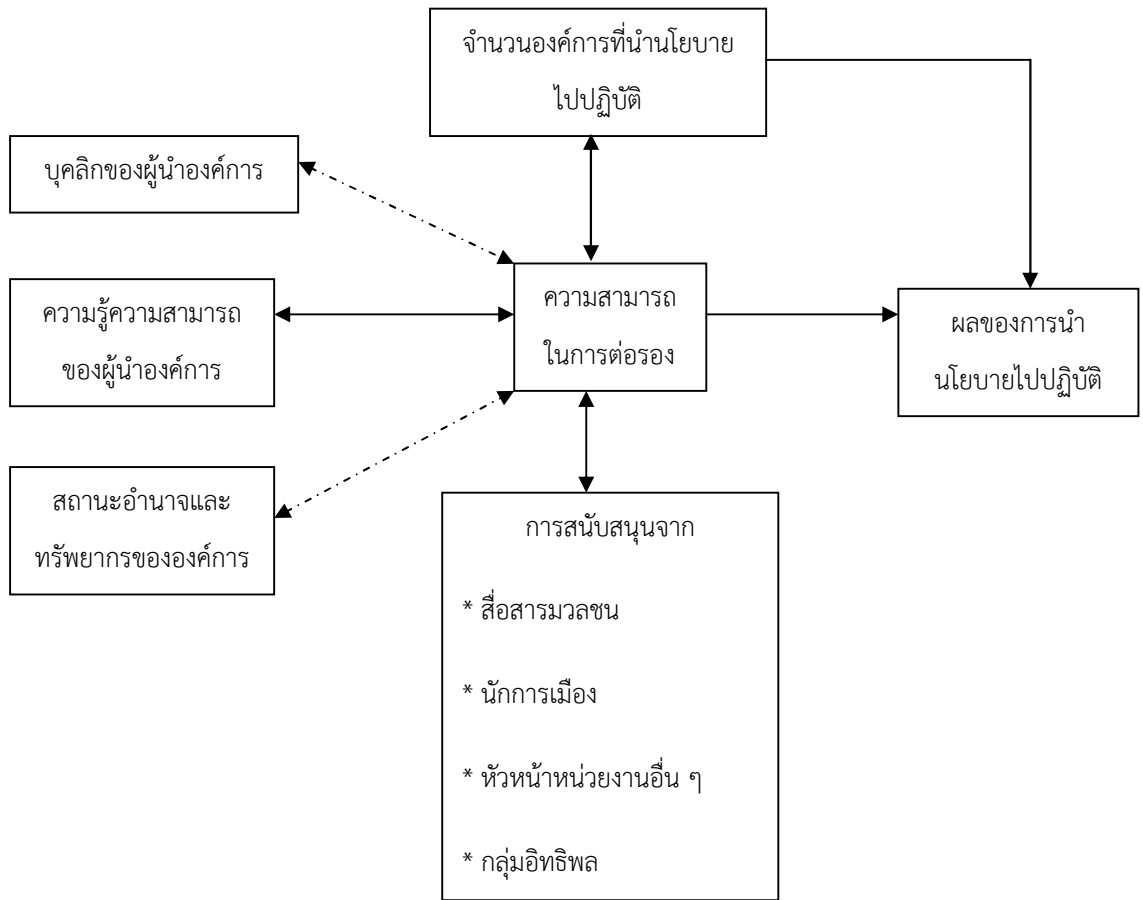 จำนวนองค์การที่นำนโยบาย
ไปปฏิบัติ
บุคลิกของผู้นำองค์การ
ความรู้ความสามารถ
ของผู้นำองค์การ
ความสามารถ
ในการต่อรอง
ผลของการนำ
นโยบายไปปฏิบัติ
สถานะอำนาจและ
ทรัพยากรขององค์การ
การสนับสนุนจาก
* สื่อสารมวลชน
* นักการเมือง
* หัวหน้าหน่วยงานอื่น ๆ
* กลุ่มอิทธิพล